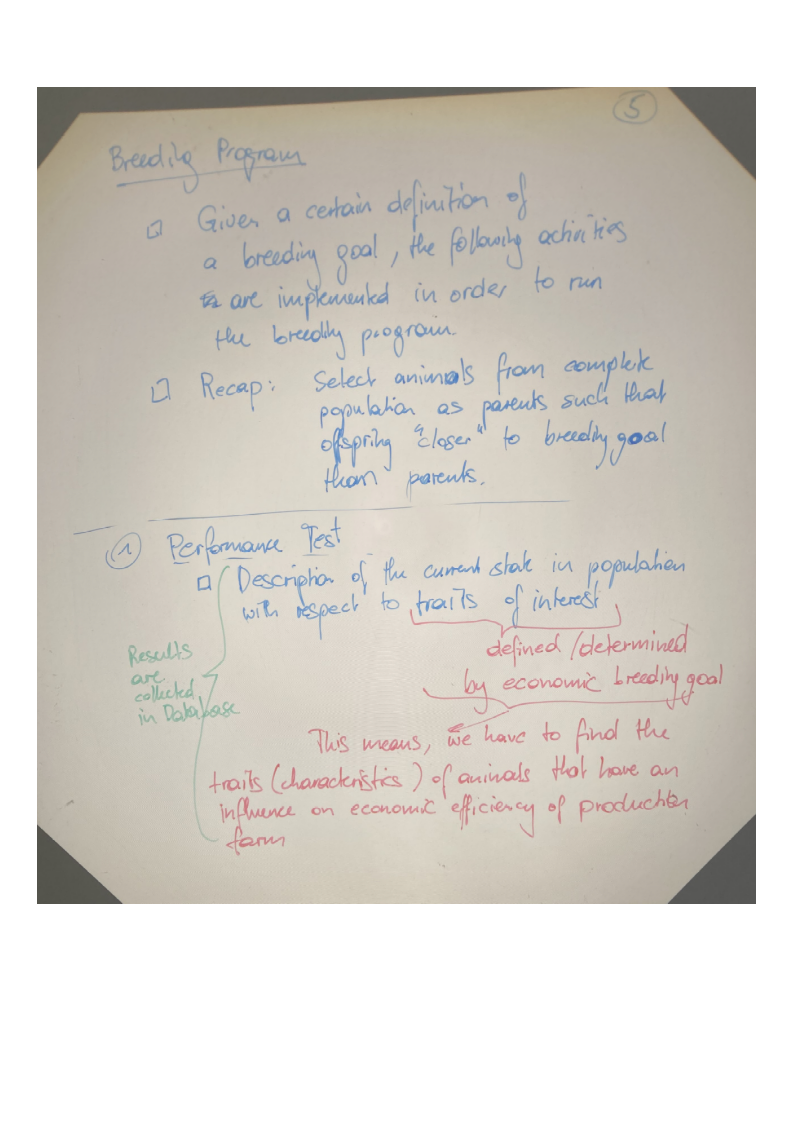 5
Breeding Program
Given a certain definition of
a breeding goal, the following activities
are implemented in order to run
the breeding program.
Recap: Select animals from complete
population as parents such that
offspring "closer" to breeding goal
than parents.
1 Performance Test
Description of the current state in population
with respect to traits of interest
defined / determined
by economic breeding goal
Results
are
collected
in Database
This means, we have to find the
traits (characteristics) of animals that have an
influence on economic efficiency of production
farm